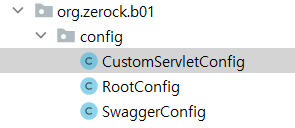 org.zerock.b01
config
C CustomServletConfig
C RootConfig
C SwaggerConfig